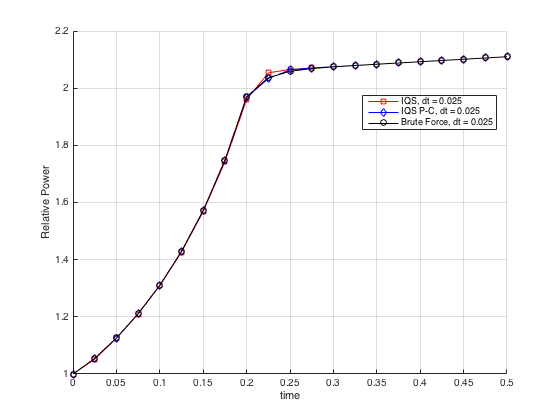 2.2
2
1.8
1.6
1.4
1.2
1
Relative Power
IQS, dt = 0.025
IQS P-C, dt = 0.025
Brute Force, dt = 0.025
0 0.05 0.1 0.15 0.2 0.25 0.3 0.35 0.4 0.45 0.5
time